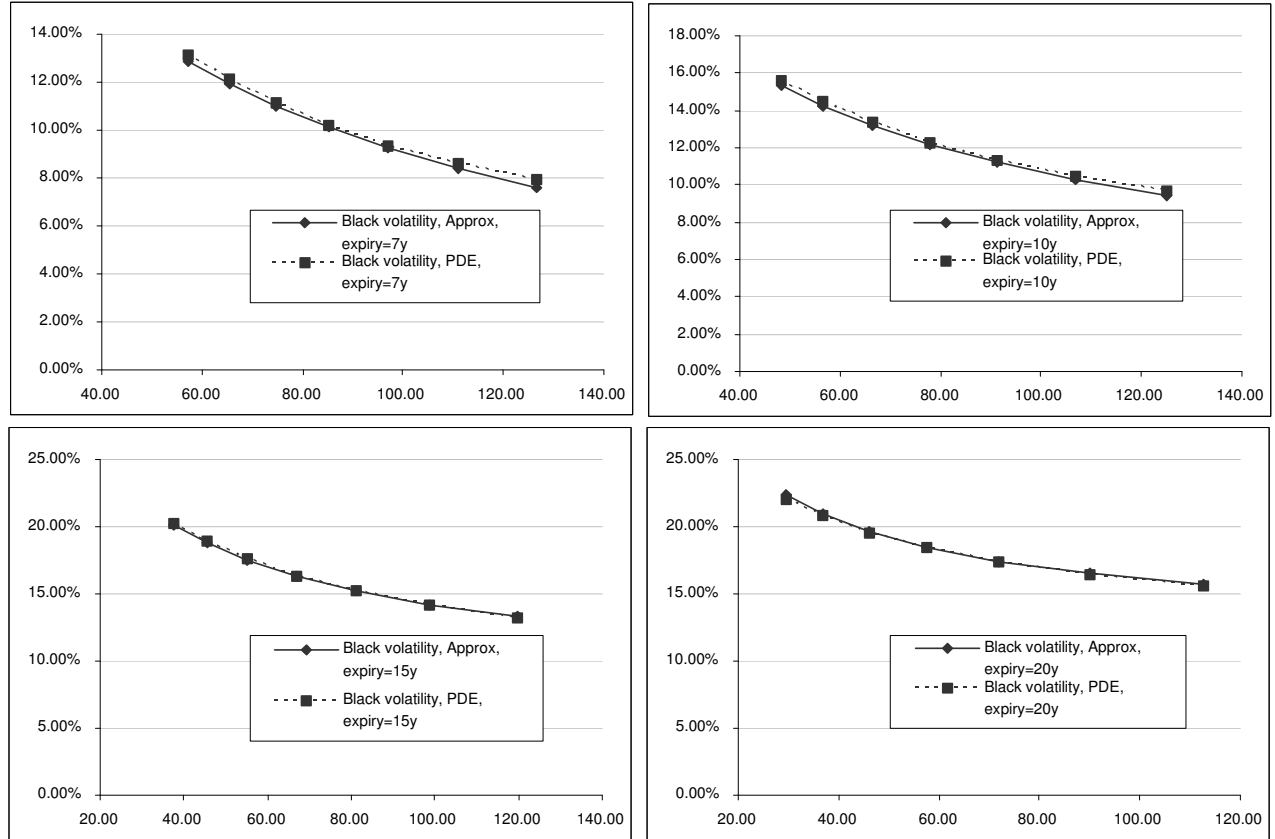 14.00%
12.00%
10.00%
8.00%
6.00%
4.00%
2.00%
0.00%
40.00 60.00 80.00 100.00 120.00 140.00
Black volatility, Approx,
expiry=7y
Black volatility, PDE,
expiry=7y
18.00%
16.00%
14.00%
12.00%
10.00%
8.00%
6.00%
4.00%
2.00%
0.00%
40.00 60.00 80.00 100.00 120.00 140.00
Black volatility, Approx,
expiry=10y
Black volatility, PDE,
expiry=10y
25.00%
20.00%
15.00%
10.00%
5.00%
0.00%
20.00 40.00 60.00 80.00 100.00 120.00 140.00
Black volatility, Approx,
expiry=15y
Black volatility, PDE,
expiry=15y
25.00%
20.00%
15.00%
10.00%
5.00%
0.00%
20.00 40.00 60.00 80.00 100.00 120.00
Black volatility, Approx,
expiry=20y
Black volatility, PDE,
expiry=20y